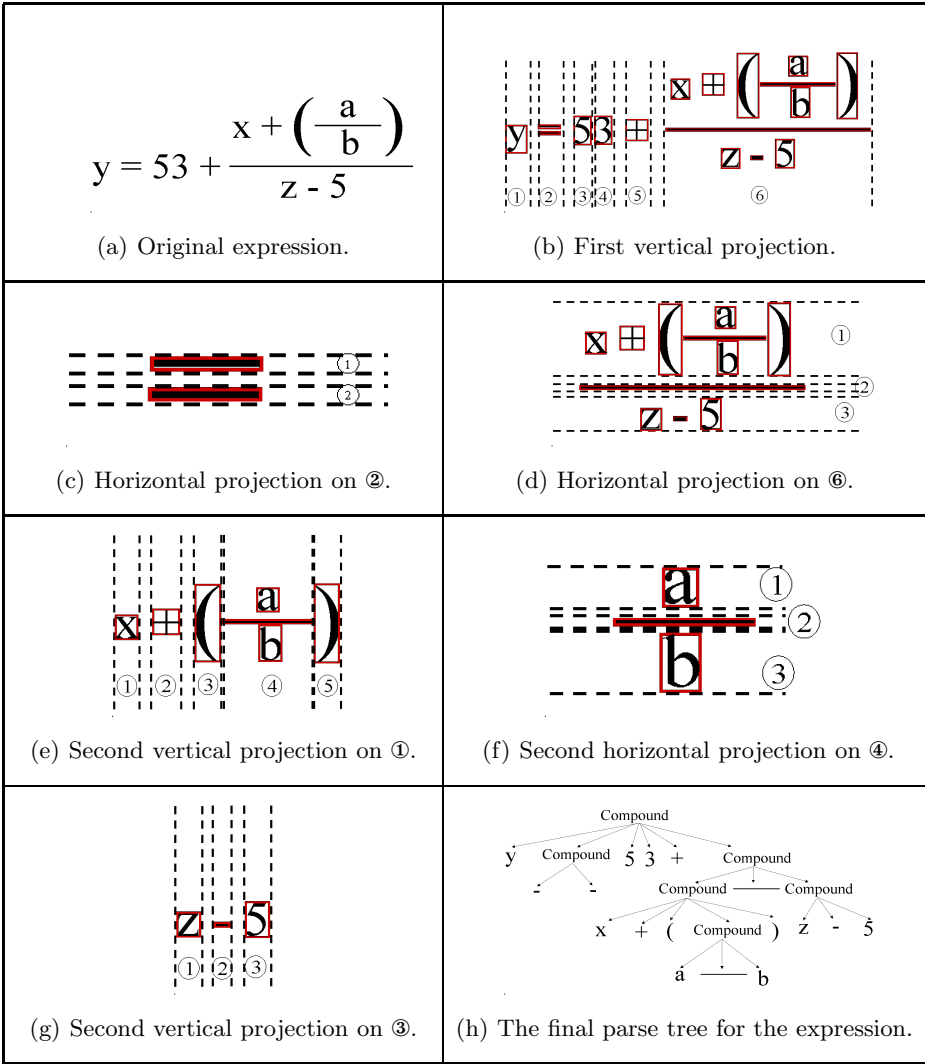 y = 53 + x + ( a / b ) / z - 5
(a) Original expression.
y = 5 3 + x + ( a / b ) / z - 5
① ② ③ ④ ⑤ ⑥
(b) First vertical projection.
①
②
(c) Horizontal projection on ②.
x + ( a / b ) ①
②
z - 5 ③
(d) Horizontal projection on ⑥.
x + ( a / b )
① ② ③ ④ ⑤
(e) Second vertical projection on ①.
a ①
②
b ③
(f) Second horizontal projection on ④.
z - 5
① ② ③
(g) Second vertical projection on ③.
Compound
y Compound 5 3 + Compound
- - Compound — Compound
x + ( Compound ) z - 5
a — b
(h) The final parse tree for the expression.